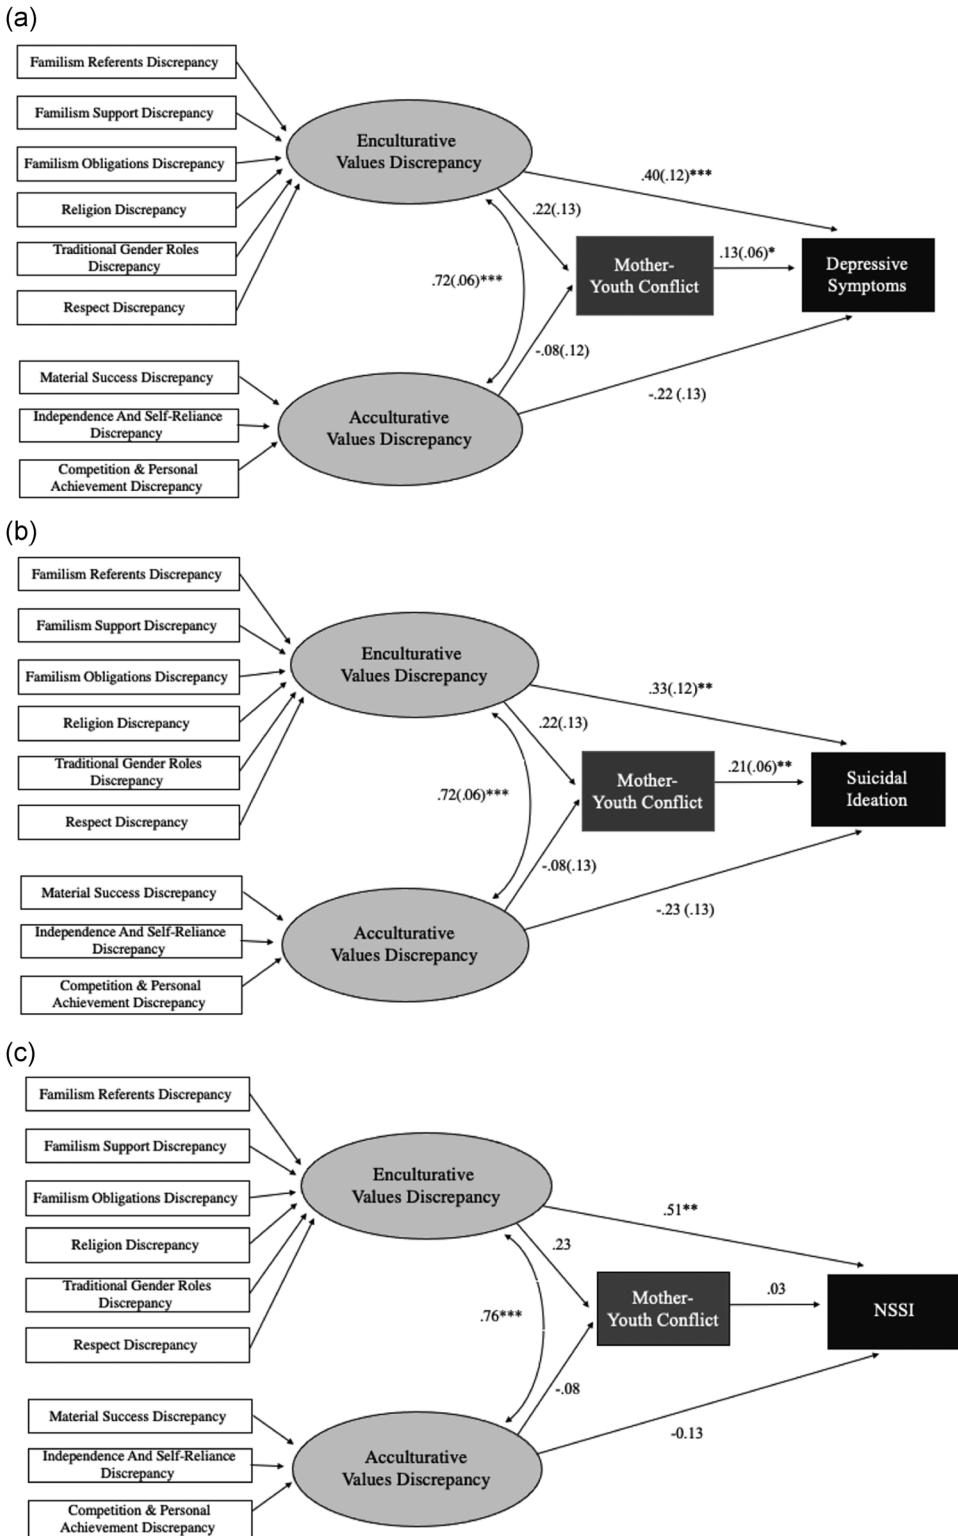 (a)
Familism Referents Discrepancy
Familism Support Discrepancy
Familism Obligations Discrepancy
Religion Discrepancy
Traditional Gender Roles
Discrepancy
Respect Discrepancy
Material Success Discrepancy
Independence And Self-Reliance
Discrepancy
Competition & Personal
Achievement Discrepancy
Enculturative
Values Discrepancy
Acculturative
Values Discrepancy
.72(.06)***
.22(.13)
-.08(.12)
Mother-
Youth Conflict
.40(.12)***
.13(.06)*
-.22 (.13)
Depressive
Symptoms
(b)
Familism Referents Discrepancy
Familism Support Discrepancy
Familism Obligations Discrepancy
Religion Discrepancy
Traditional Gender Roles
Discrepancy
Respect Discrepancy
Material Success Discrepancy
Independence And Self-Reliance
Discrepancy
Competition & Personal
Achievement Discrepancy
Enculturative
Values Discrepancy
Acculturative
Values Discrepancy
.72(.06)***
.22(.13)
-.08(.13)
Mother-
Youth Conflict
.33(.12)**
.21(.06)**
-.23 (.13)
Suicidal
Ideation
(c)
Familism Referents Discrepancy
Familism Support Discrepancy
Familism Obligations Discrepancy
Religion Discrepancy
Traditional Gender Roles
Discrepancy
Respect Discrepancy
Material Success Discrepancy
Independence And Self-Reliance
Discrepancy
Competition & Personal
Achievement Discrepancy
Enculturative
Values Discrepancy
Acculturative
Values Discrepancy
.76***
.23
-.08
Mother-
Youth Conflict
.51**
.03
-0.13
NSSI